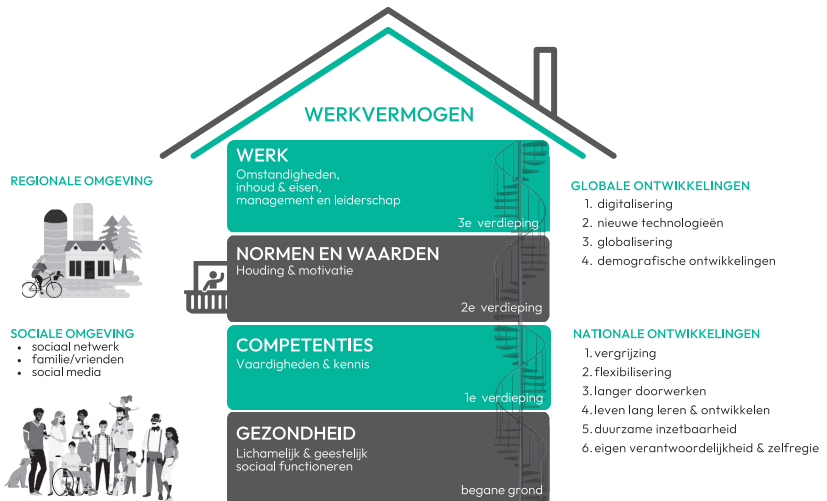 WERKVERMOGEN
WERK
Omstandigheden,
inhoud & eisen,
management en leiderschap
3e verdieping
NORMEN EN WAARDEN
Houding & motivatie
2e verdieping
COMPETENTIES
Vaardigheden & kennis
1e verdieping
GEZONDHEID
Lichamelijk & geestelijk
sociaal functioneren
begane grond
REGIONALE OMGEVING
SOCIALE OMGEVING
• sociaal netwerk
• familie/vrienden
• social media
GLOBALE ONTWIKKELINGEN
1. digitalisering
2. nieuwe technologieën
3. globalisering
4. demografische ontwikkelingen
NATIONALE ONTWIKKELINGEN
1. vergrijzing
2. flexibilisering
3. langer doorwerken
4. leven lang leren & ontwikkelen
5. duurzame inzetbaarheid
6. eigen verantwoordelijkheid & zelfregie